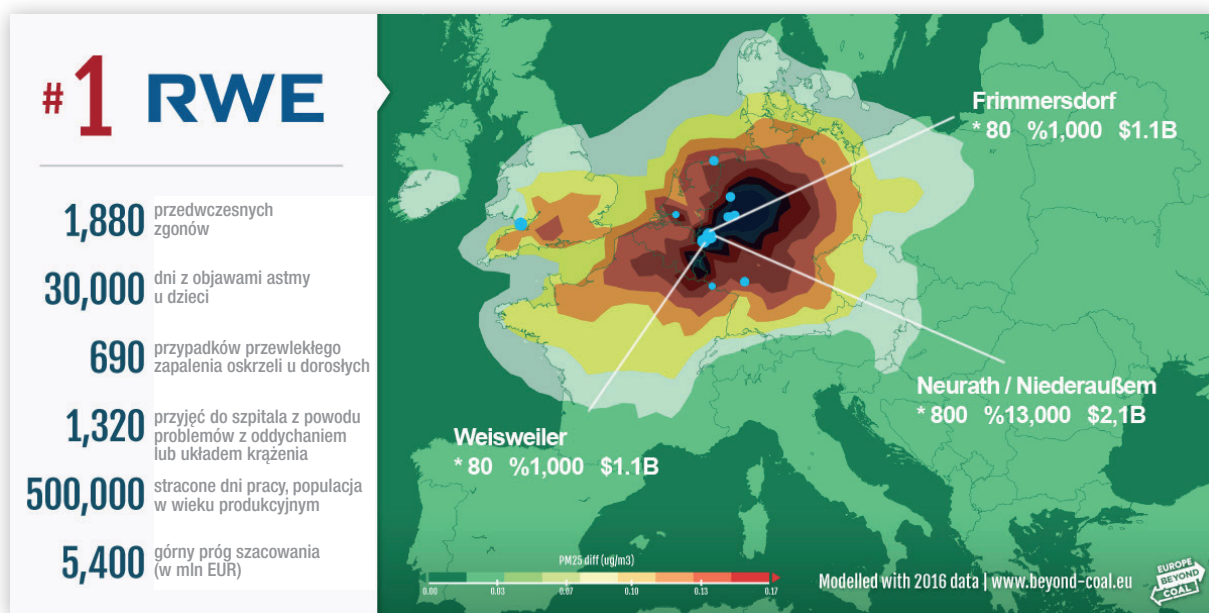 #1 RWE
1,880 przedwczesnych
zgonów
30,000 dni z objawami astmy
u dzieci
690 przypadków przewlekłego
zapalenia oskrzeli u dorosłych
1,320 przyjęć do szpitala z powodu
problemów z oddychaniem
lub układem krążenia
500,000 stracone dni pracy, populacja
w wieku produkcyjnym
5,400 górny próg szacowania
(w mln EUR)
Frimmersdorf
* 80 %1,000 $1.1B
Neurath / Niederaußem
* 800 %13,000 $2,1B
Weisweiler
* 80 %1,000 $1.1B
PM25 diff (ug/m3)
0.00 0.03 0.07 0.10 0.13 0.17
Modelled with 2016 data | www.beyond-coal.eu
EUROPE
BEYOND
COAL